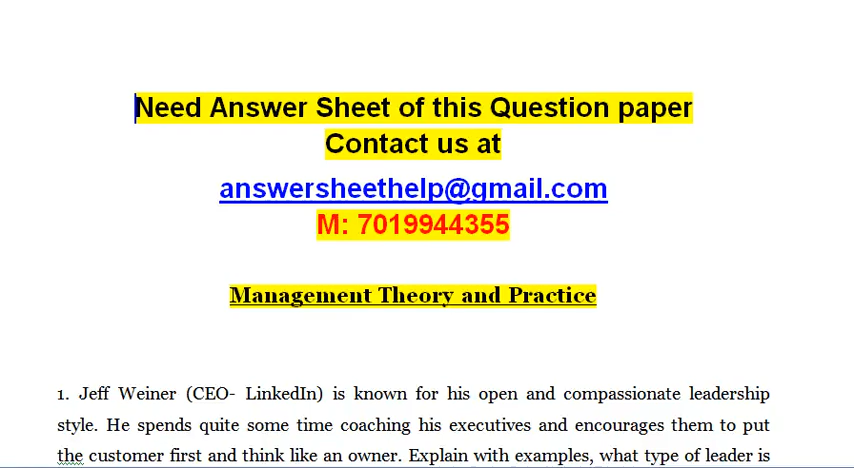 Need Answer Sheet of this Question paper
Contact us at
answersheethelp@gmail.com
M: 7019944355
Management Theory and Practice
1. Jeff Weiner (CEO- LinkedIn) is known for his open and compassionate leadership
style. He spends quite some time coaching his executives and encourages them to put
the customer first and think like an owner. Explain with examples, what type of leader is